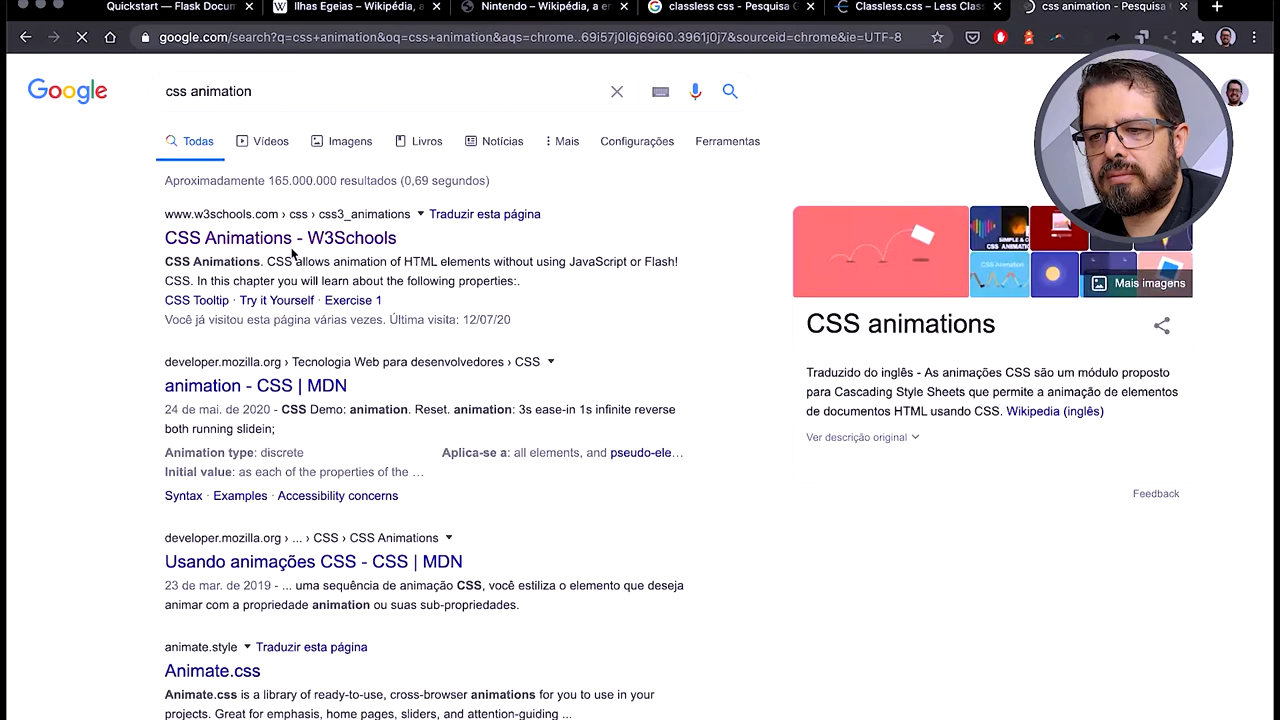 Quickstart — Flask Docum
Ilhas Egeias – Wikipédia, a
Nintendo – Wikipédia, a er
classless css - Pesquisa G
Classless.css – Less Class
css animation - Pesquisa G
google.com/search?q=css+animation&oq=css+animation&aqs=chrome..69i57j0l6j69i60.3961j0j7&sourceid=chrome&ie=UTF-8
Google
css animation
Todas
Vídeos
Imagens
Livros
Notícias
Mais
Configurações
Ferramentas
Aproximadamente 165.000.000 resultados (0,69 segundos)
www.w3schools.com › css › css3_animations Traduzir esta página
CSS Animations - W3Schools
CSS Animations. CSS allows animation of HTML elements without using JavaScript or Flash!
CSS. In this chapter you will learn about the following properties:.
CSS Tooltip · Try it Yourself · Exercise 1
Você já visitou esta página várias vezes. Última visita: 12/07/20
developer.mozilla.org › Tecnologia Web para desenvolvedores › CSS
animation - CSS | MDN
24 de mai. de 2020 - CSS Demo: animation. Reset. animation: 3s ease-in 1s infinite reverse
both running slidein;
Animation type: discrete
Aplica-se a: all elements, and pseudo-ele…
Initial value: as each of the properties of the …
Syntax · Examples · Accessibility concerns
developer.mozilla.org › ... › CSS › CSS Animations
Usando animações CSS - CSS | MDN
23 de mar. de 2019 - ... uma sequência de animação CSS, você estiliza o elemento que deseja
animar com a propriedade animation ou suas sub-propriedades.
animate.style Traduzir esta página
Animate.css
Animate.css is a library of ready-to-use, cross-browser animations for you to use in your
projects. Great for emphasis, home pages, sliders, and attention-guiding ...
CSS Animation
Mais imagens
CSS animations
Traduzido do inglês - As animações CSS são um módulo proposto
para Cascading Style Sheets que permite a animação de elementos
de documentos HTML usando CSS. Wikipedia (inglês)
Ver descrição original
Feedback